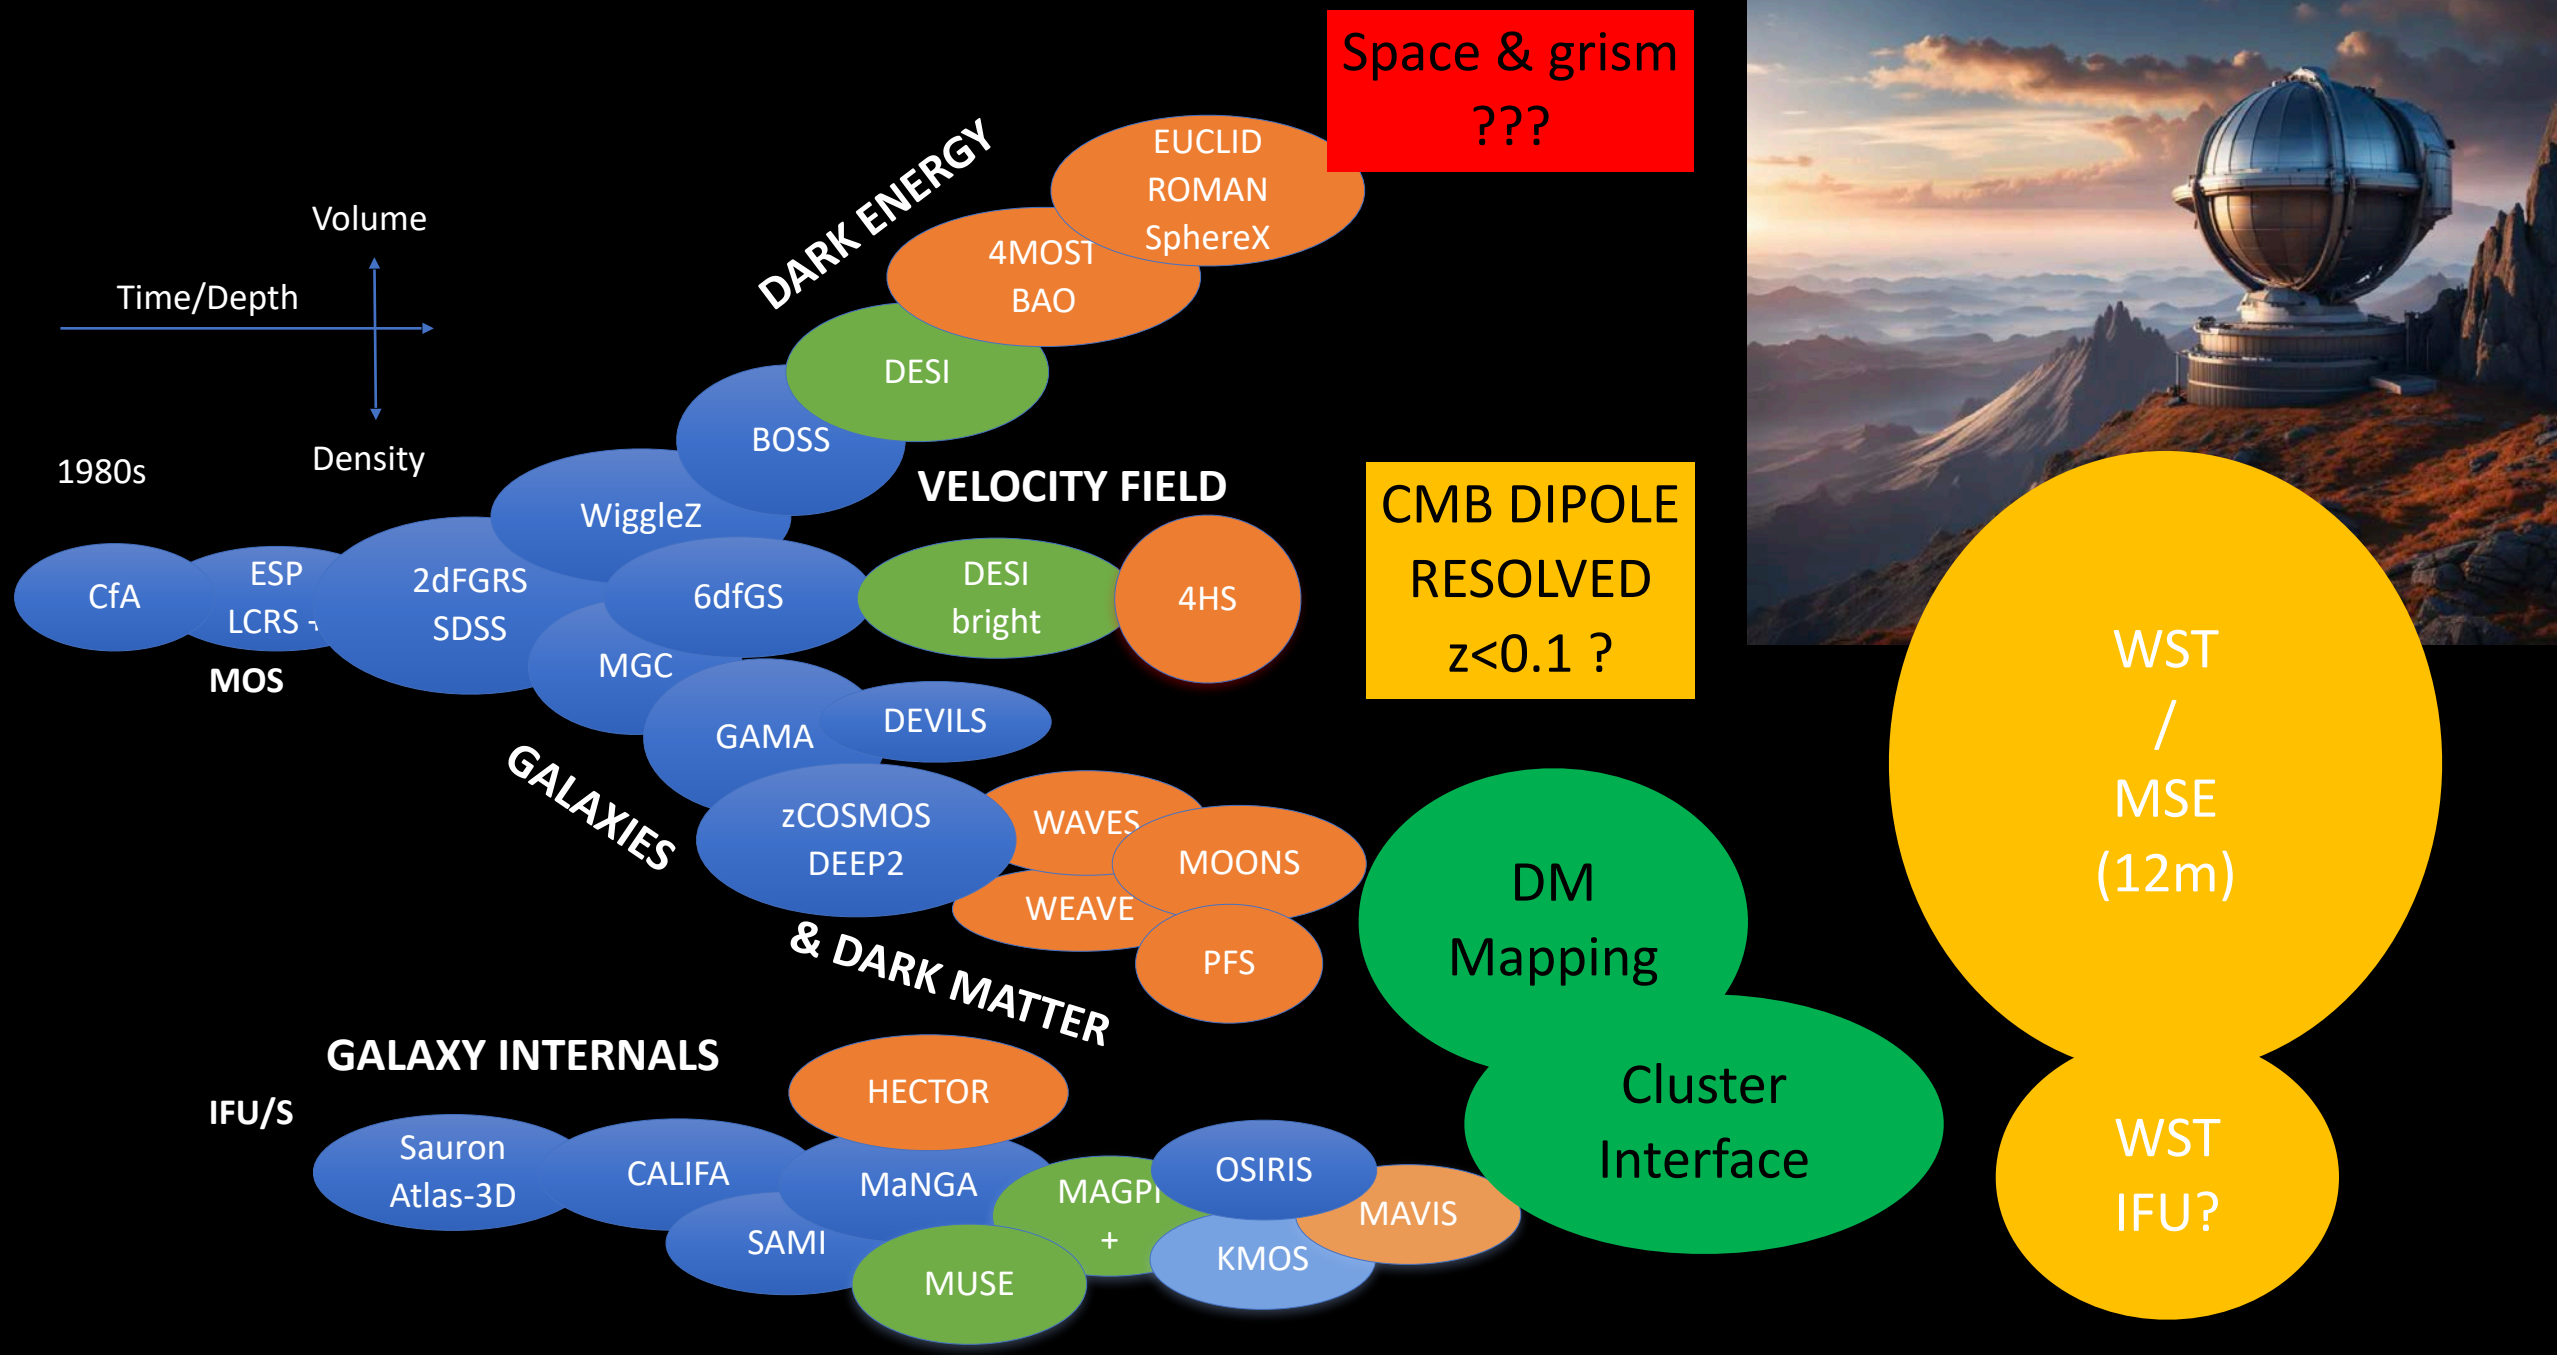 Space & grism
???
EUCLID
ROMAN
SphereX
DARK ENERGY
Volume
4MOST
BAO
Time/Depth
DESI
BOSS
Density
1980s
VELOCITY FIELD
CMB DIPOLE
RESOLVED
z<0.1 ?
WiggleZ
CfA
ESP
LCRS +
2dFGRS
SDSS
6dfGS
DESI
bright
4HS
MOS
MGC
GAMA
DEVILS
GALAXIES
& DARK MATTER
zCOSMOS
DEEP2
WAVES
MOONS
WEAVE
PFS
DM
Mapping
WST
/
MSE
(12m)
GALAXY INTERNALS
IFU/S
HECTOR
Sauron
Atlas-3D
CALIFA
MaNGA
SAMI
MUSE
MAGPI
+
OSIRIS
KMOS
MAVIS
Cluster
Interface
WST
IFU?